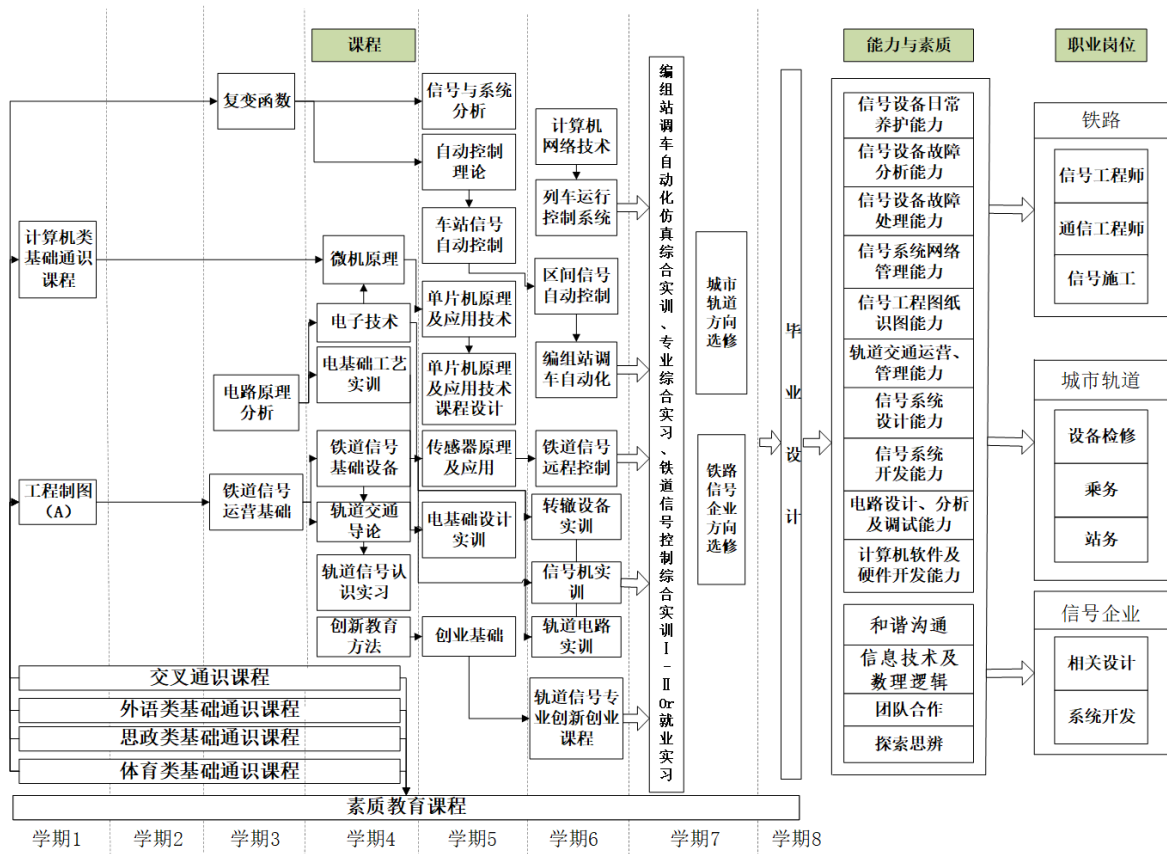 课程
能力与素质
职业岗位
复变函数
信号与系统
分析
自动控制
理论
计算机
网络技术
列车运行
控制系统
车站信号
自动控制
计算机类
基础通识
课程
微机原理
区间信号
自动控制
单片机原理
及应用技术
电子技术
电基础工艺
实训
单片机原理
及应用技术
课程设计
编组站调
车自动化
电路原理
分析
铁道信号
基础设备
传感器原理
及应用
铁道信号
远程控制
工程制图
（A）
铁道信号
运营基础
轨道交通
导论
电基础设计
实训
转辙设备
实训
轨道信号认
识实习
信号机实
训
创新教育
方法
创业基础
轨道电路
实训
轨道信号专
业创新创业
课程
交叉通识课程
外语类基础通识课程
思政类基础通识课程
体育类基础通识课程
素质教育课程
编组站调车自动化仿真综合实训、专业综合实习、铁道信号控制综合实训Ⅰ-ⅡOr就业实习
城市
轨道
方向
选修
铁路
信号
企业
方向
选修
毕业设计
信号设备日常
养护能力
信号设备故障
分析能力
信号设备故障
处理能力
信号系统网络
管理能力
信号工程图纸
识图能力
轨道交通运营、
管理能力
信号系统
设计能力
信号系统
开发能力
电路设计、分析
及调试能力
计算机软件及
硬件开发能力
和谐沟通
信息技术及
数理逻辑
团队合作
探索思辨
铁路
信号工程师
通信工程师
信号施工
城市轨道
设备检修
乘务
站务
信号企业
相关设计
系统开发
学期1
学期2
学期3
学期4
学期5
学期6
学期7
学期8